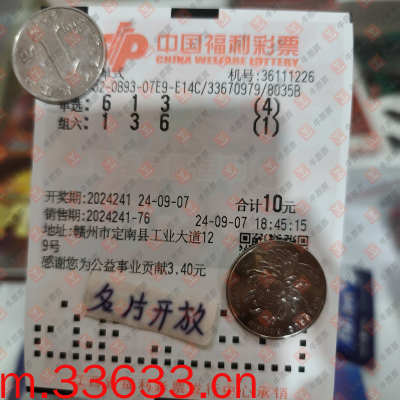 中国福利彩票
CHINA WELFARE LOTTERY
机号:36111226
02-0893-07E9-E14C/33670979/8035B
单选: 6 1 3 (4)
组六: 1 3 6 (1)
开奖期:2024241 24-09-07 合计10元
销售期:2024241-76 24-09-07 18:45:15
地址:赣州市定南县工业大道12
9号
感谢您为公益事业贡献3.40元
名片开放
m.33633.cn